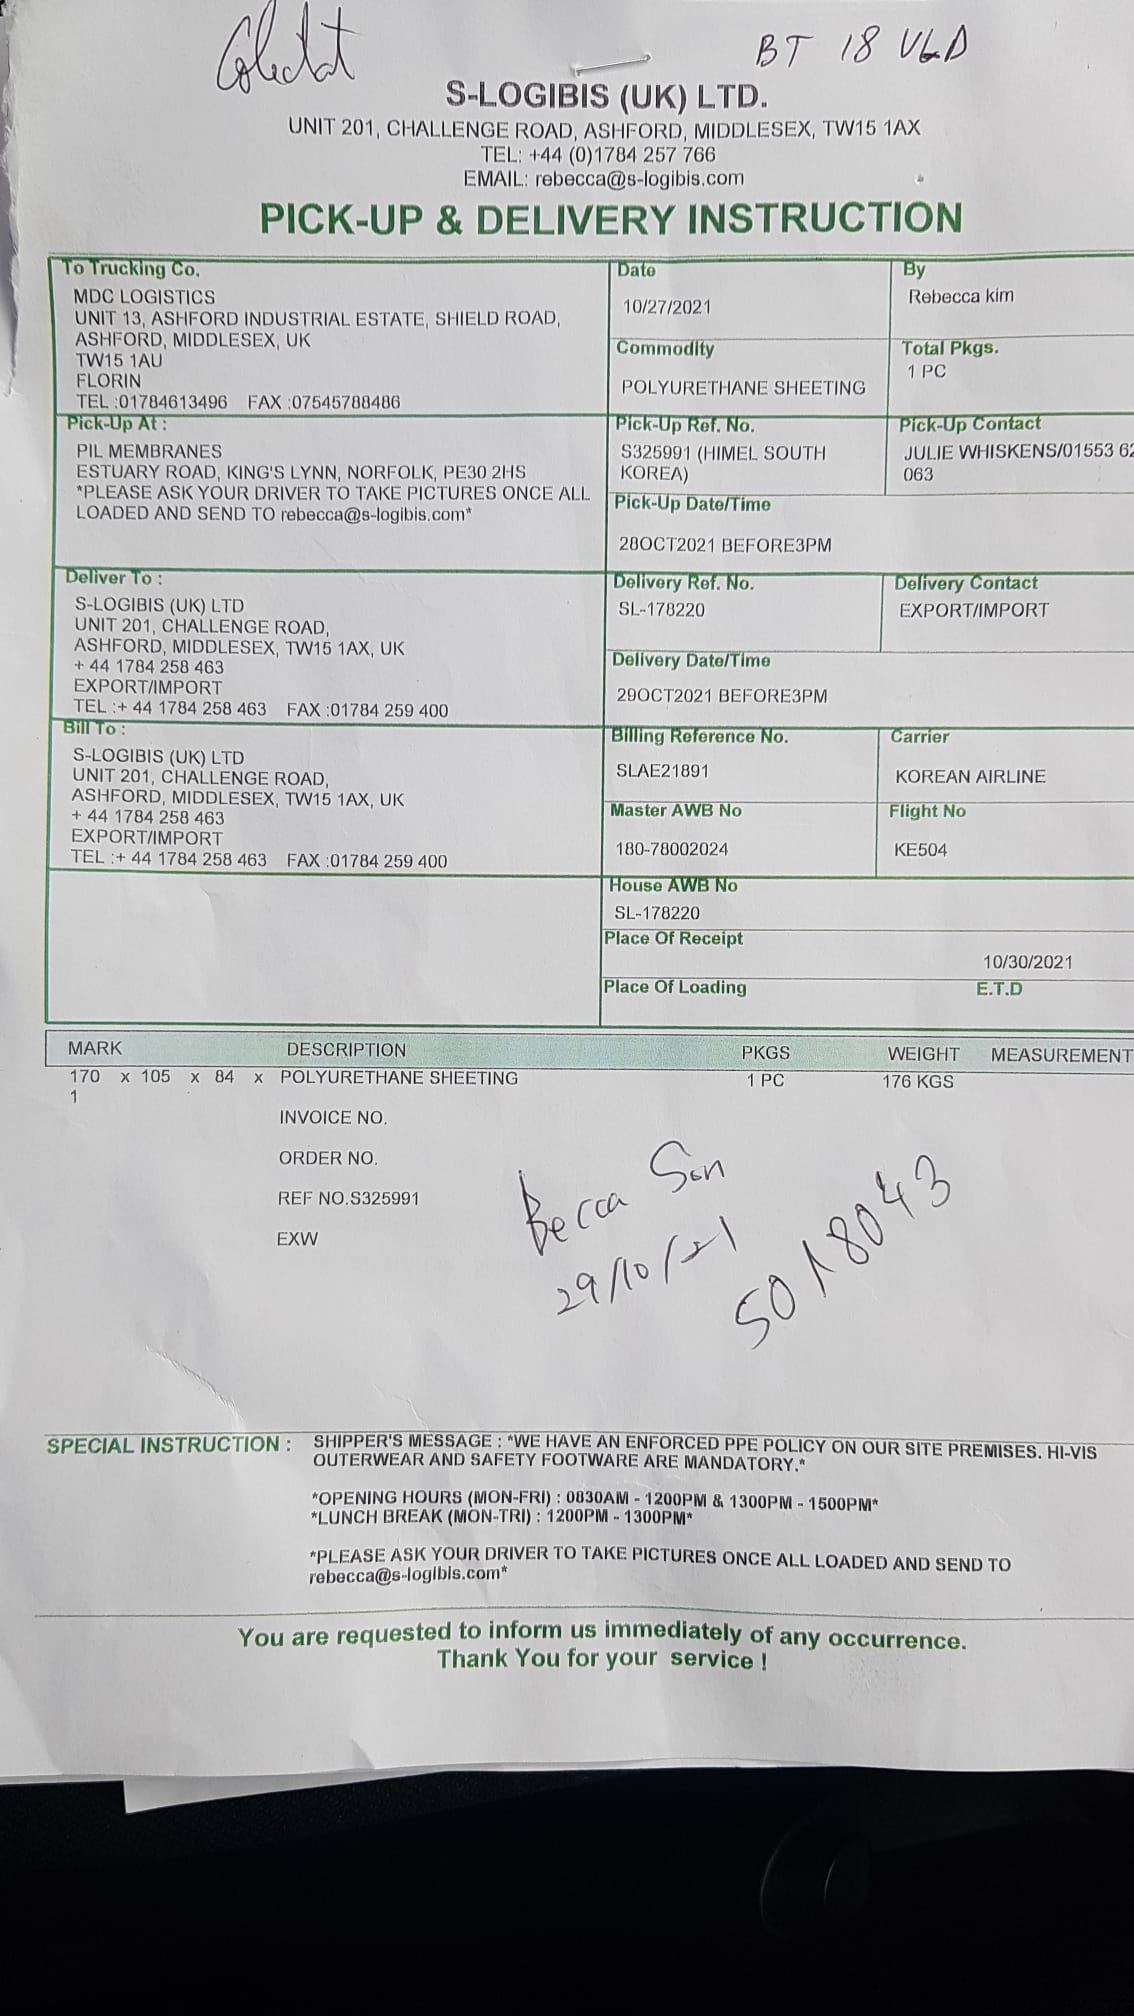 BT 18 VGD
S-LOGIBIS (UK) LTD.
UNIT 201, CHALLENGE ROAD, ASHFORD, MIDDLESEX, TW15 1AX
TEL: +44 (0)1784 257 766
EMAIL: rebecca@s-logibis.com
PICK-UP & DELIVERY INSTRUCTION
To Trucking Co.
MDC LOGISTICS
UNIT 13, ASHFORD INDUSTRIAL ESTATE, SHIELD ROAD,
ASHFORD, MIDDLESEX, UK
TW15 1AU
FLORIN
TEL :01784613496 FAX :07545788486
Date
10/27/2021
By
Rebecca kim
Commodity
POLYURETHANE SHEETING
Total Pkgs.
1 PC
Pick-Up At :
PIL MEMBRANES
ESTUARY ROAD, KING'S LYNN, NORFOLK, PE30 2HS
*PLEASE ASK YOUR DRIVER TO TAKE PICTURES ONCE ALL
LOADED AND SEND TO rebecca@s-logibis.com*
Pick-Up Ref. No.
S325991 (HIMEL SOUTH
KOREA)
Pick-Up Contact
JULIE WHISKENS/01553 62
063
Pick-Up Date/Time
28OCT2021 BEFORE3PM
Deliver To :
S-LOGIBIS (UK) LTD
UNIT 201, CHALLENGE ROAD,
ASHFORD, MIDDLESEX, TW15 1AX, UK
+ 44 1784 258 463
EXPORT/IMPORT
TEL :+ 44 1784 258 463 FAX :01784 259 400
Delivery Ref. No.
SL-178220
Delivery Contact
EXPORT/IMPORT
Delivery Date/Time
29OCT2021 BEFORE3PM
Bill To :
S-LOGIBIS (UK) LTD
UNIT 201, CHALLENGE ROAD,
ASHFORD, MIDDLESEX, TW15 1AX, UK
+ 44 1784 258 463
EXPORT/IMPORT
TEL :+ 44 1784 258 463 FAX :01784 259 400
Billing Reference No.
SLAE21891
Carrier
KOREAN AIRLINE
Master AWB No
180-78002024
Flight No
KE504
House AWB No
SL-178220
Place Of Receipt
10/30/2021
Place Of Loading E.T.D
MARK DESCRIPTION PKGS WEIGHT MEASUREMENT
170 x 105 x 84 x POLYURETHANE SHEETING 1 PC 176 KGS
1
INVOICE NO.
ORDER NO.
REF NO.S325991
EXW
Becca Son
29/10/21
5018043
SPECIAL INSTRUCTION : SHIPPER'S MESSAGE : *WE HAVE AN ENFORCED PPE POLICY ON OUR SITE PREMISES. HI-VIS
OUTERWEAR AND SAFETY FOOTWARE ARE MANDATORY.*
*OPENING HOURS (MON-FRI) : 0830AM - 1200PM & 1300PM - 1500PM*
*LUNCH BREAK (MON-TRI) : 1200PM - 1300PM*
*PLEASE ASK YOUR DRIVER TO TAKE PICTURES ONCE ALL LOADED AND SEND TO
rebecca@s-logibis.com*
You are requested to inform us immediately of any occurrence.
Thank You for your service !